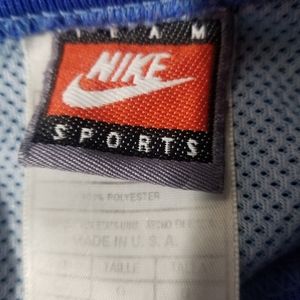 TEAM
NIKE
SPORTS
100% POLYESTER
MADE IN U.S.A.
TAILLE